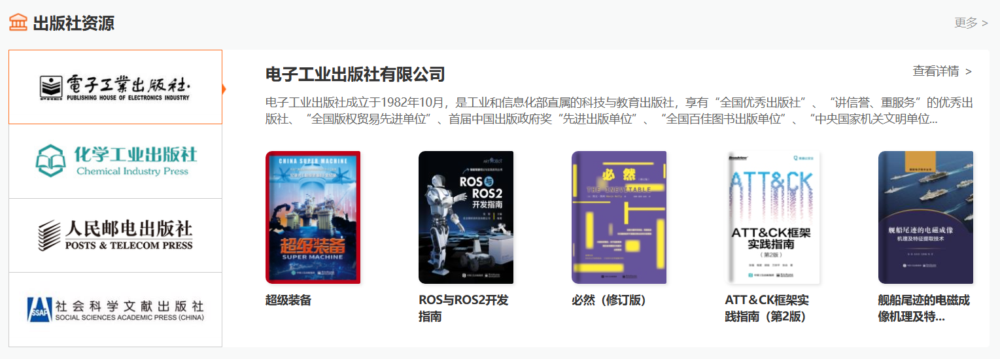 出版社资源
更多 >
電子工業出版社.
PUBLISHING HOUSE OF ELECTRONICS INDUSTRY
化学工业出版社
Chemical Industry Press
人民邮电出版社
POSTS & TELECOM PRESS
SSAP
社会科学文献出版社
SOCIAL SCIENCES ACADEMIC PRESS (CHINA)
电子工业出版社有限公司
查看详情 >
电子工业出版社成立于1982年10月，是工业和信息化部直属的科技与教育出版社，享有“全国优秀出版社”、“讲信誉、重服务”的优秀出
版社、“全国版权贸易先进单位”、首届中国出版政府奖“先进出版单位”、“全国百佳图书出版单位”、“中央国家机关文明单位...
CHINA SUPER MACHINE
超级装备
SUPER MACHINE
ROS与
ROS2
开发指南
必然
THE INEVITABLE
Broadview
ATT&CK
ATT&CK框架
实践指南
（第2版）
舰船尾迹的电磁成像
机理及特征提取技术
超级装备
ROS与ROS2开发
指南
必然（修订版）
ATT＆CK框架实
践指南（第2版）
舰船尾迹的电磁成
像机理及特...